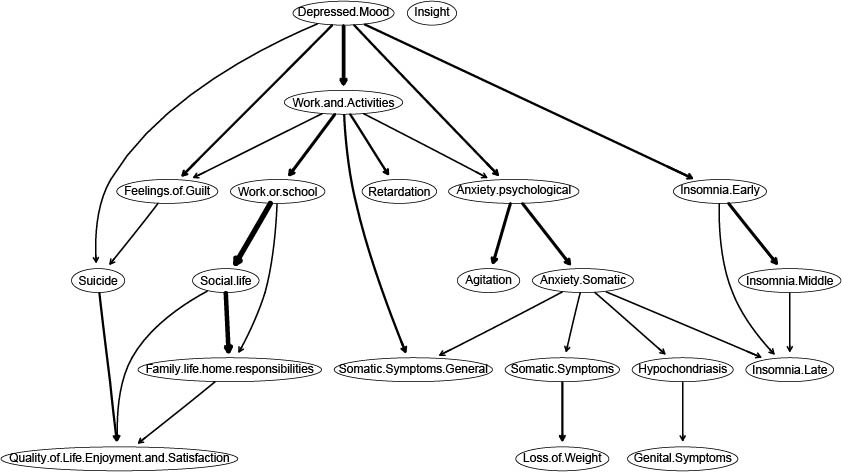 Depressed.Mood
Insight
Work.and.Activities
Feelings.of.Guilt
Work.or.school
Retardation
Anxiety.psychological
Insomnia.Early
Suicide
Social.life
Agitation
Anxiety.Somatic
Insomnia.Middle
Family.life.home.responsibilities
Somatic.Symptoms.General
Somatic.Symptoms
Hypochondriasis
Insomnia.Late
Quality.of.Life.Enjoyment.and.Satisfaction
Loss.of.Weight
Genital.Symptoms